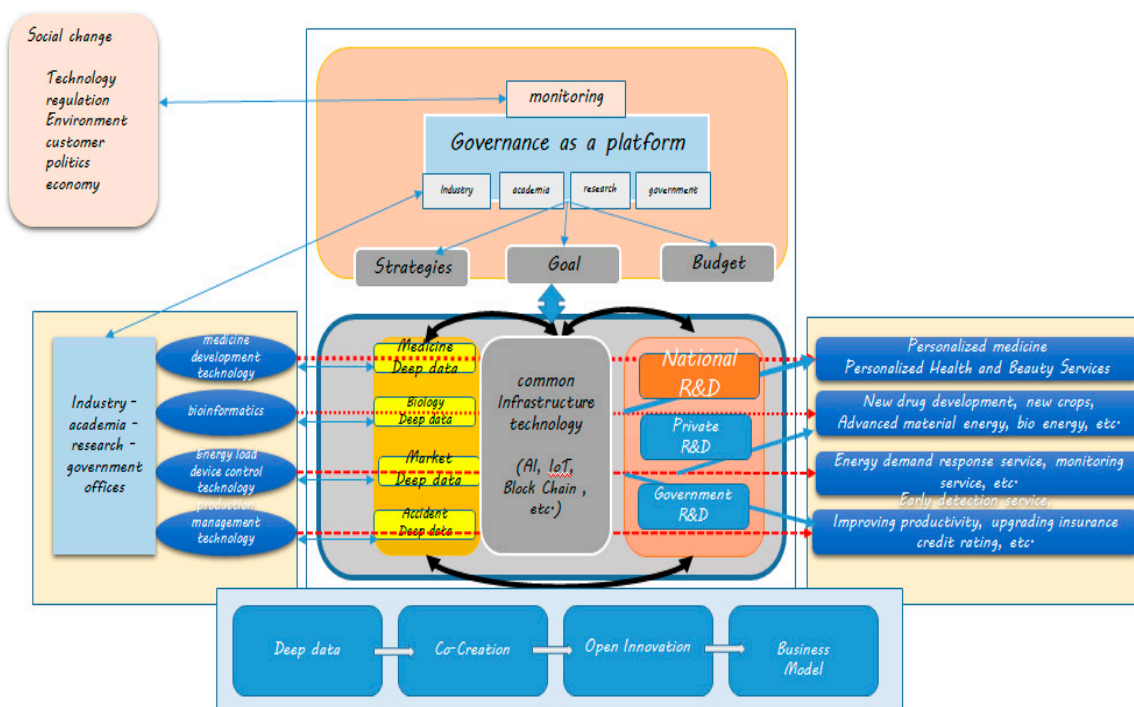 Social change
Technology
regulation
Environment
customer
politics
economy
monitoring
Governance as a platform
Industry
academia
research
government
Strategies
Goal
Budget
Industry -
academia -
research -
government
offices
medicine
development
technology
bioinformatics
Energy load
device control
technology
production
management
technology
Medicine
Deep data
Biology
Deep data
Market
Deep data
Accident
Deep data
common
Infrastructure
technology
(AI, IoT,
Block Chain ,
etc.)
National
R&D
Private
R&D
Government
R&D
Personalized medicine
Personalized Health and Beauty Services
New drug development, new crops,
Advanced material energy, bio energy, etc.
Energy demand response service, monitoring
service, etc.
Early detection service,
Improving productivity, upgrading insurance
credit rating, etc.
Deep data
Co-Creation
Open Innovation
Business
Model